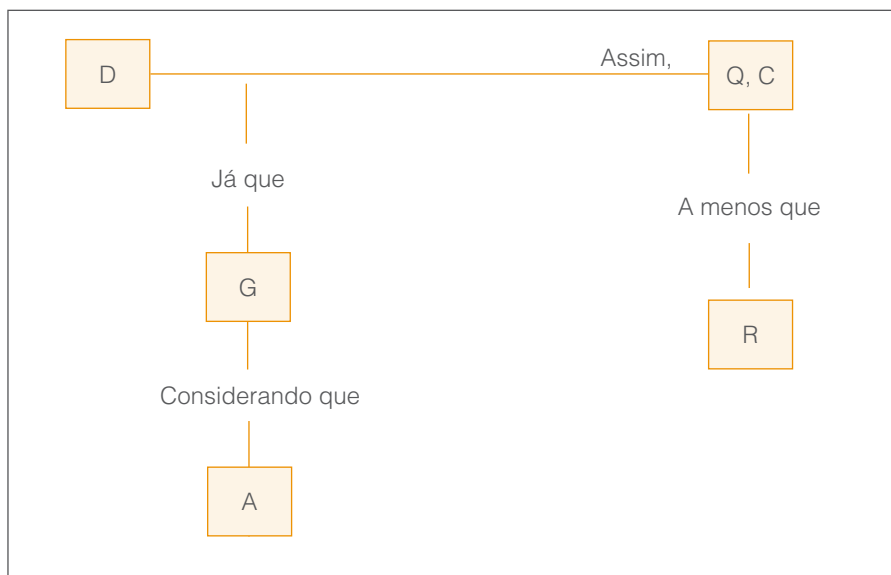 D
Assim,
Q, C
Já que
A menos que
G
R
Considerando que
A